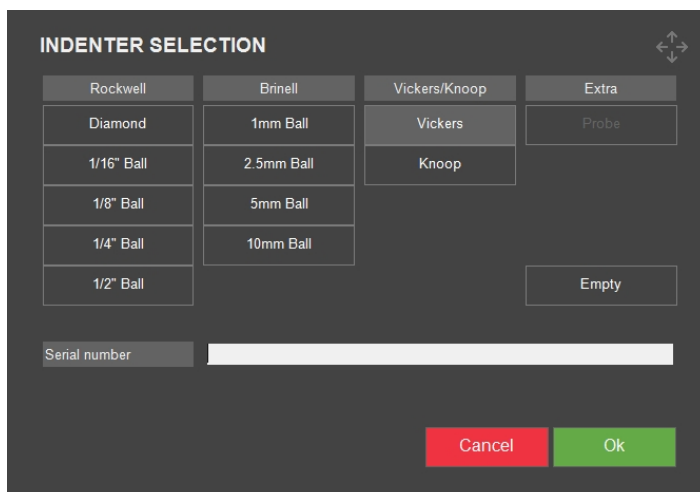 INDENTER SELECTION
Rockwell Brinell Vickers/Knoop Extra
Diamond 1mm Ball Vickers Probe
1/16" Ball 2.5mm Ball Knoop
1/8" Ball 5mm Ball
1/4" Ball 10mm Ball
1/2" Ball Empty
Serial number
Cancel Ok